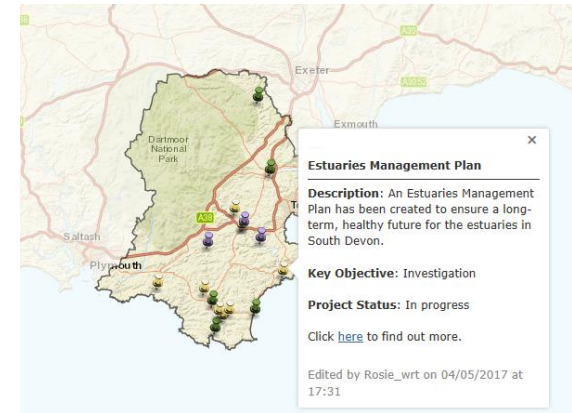 A30
Exeter
A3052
Exmouth
Dartmoor
National
Park
A38
Saltash
Plymouth
×
Estuaries Management Plan
Description: An Estuaries Management
Plan has been created to ensure a long-
term, healthy future for the estuaries in
South Devon.
Key Objective: Investigation
Project Status: In progress
Click here to find out more.
Edited by Rosie_wrt on 04/05/2017 at
17:31